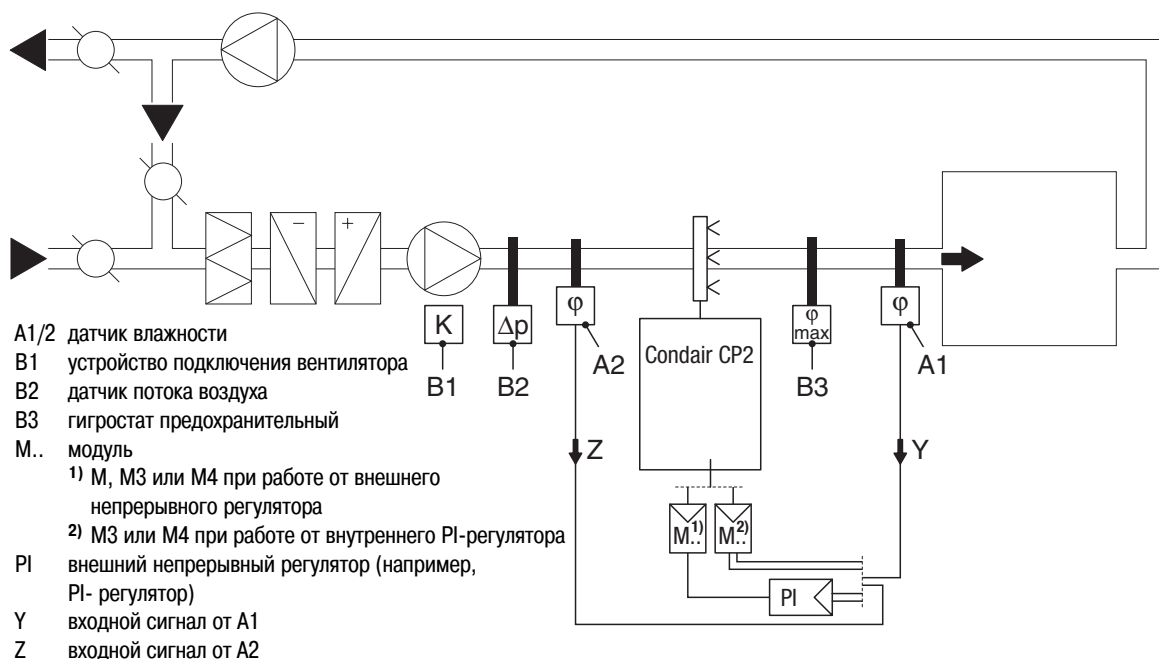 − +
K
Δp
φ
φ
max
φ
Condair CP2
B1
B2
A2
B3
A1
Z
Y
M..1)
M..2)
PI
A1/2 датчик влажности
B1 устройство подключения вентилятора
B2 датчик потока воздуха
B3 гигростат предохранительный
M.. модуль
1) M, M3 или M4 при работе от внешнего
непрерывного регулятора
2) M3 или M4 при работе от внутреннего PI-регулятора
PI внешний непрерывный регулятор (например,
PI- регулятор)
Y входной сигнал от A1
Z входной сигнал от A2